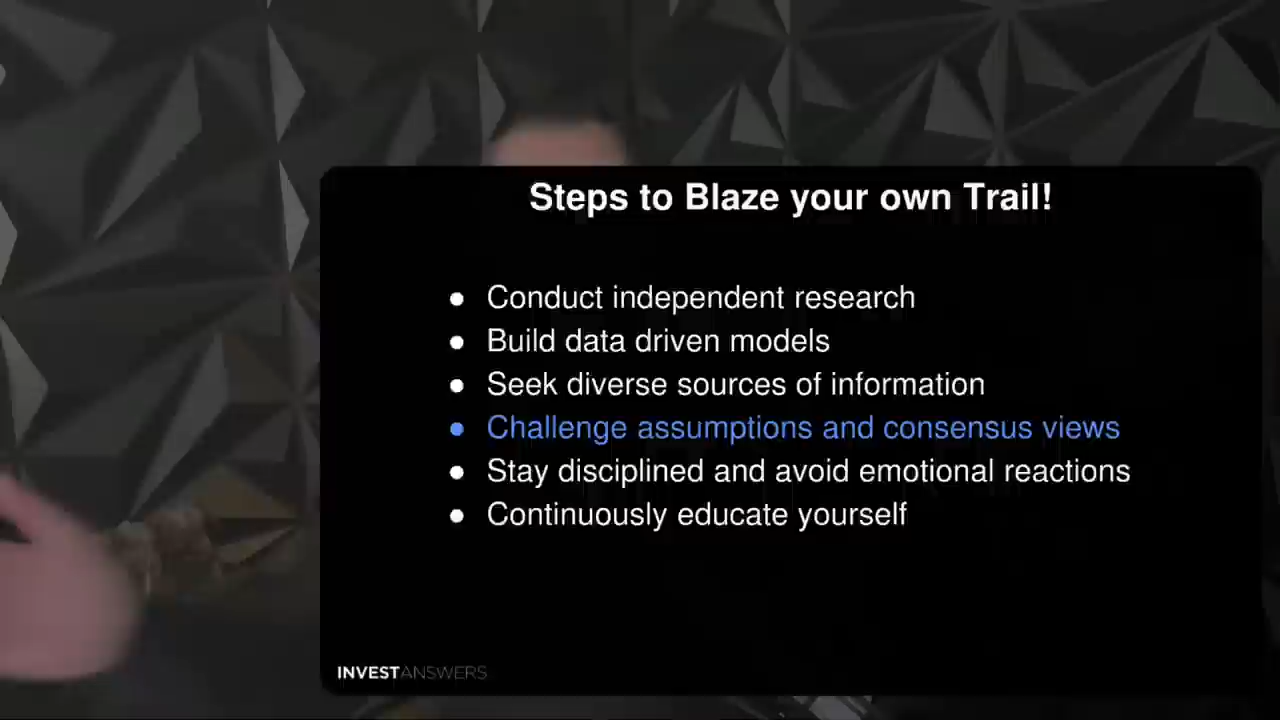 Steps to Blaze your own Trail!
● Conduct independent research
● Build data driven models
● Seek diverse sources of information
● Challenge assumptions and consensus views
● Stay disciplined and avoid emotional reactions
● Continuously educate yourself
INVESTANSWERS